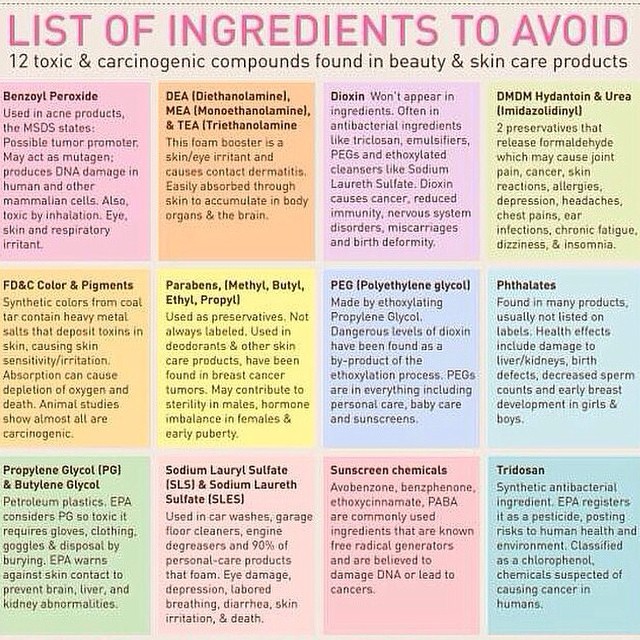 LIST OF INGREDIENTS TO AVOID
12 toxic & carcinogenic compounds found in beauty & skin care products
Benzoyl Peroxide
Used in acne products,
the MSDS states:
Possible tumor promoter.
May act as mutagen;
produces DNA damage in
human and other
mammalian cells. Also,
toxic by inhalation. Eye,
skin and respiratory
irritant.
DEA (Diethanolamine),
MEA (Monoethanolamine),
& TEA (Triethanolamine
This foam booster is a
skin/eye irritant and
causes contact dermatitis.
Easily absorbed through
skin to accumulate in body
organs & the brain.
Dioxin Won't appear in
ingredients. Often in
antibacterial ingredients
like triclosan, emulsifiers,
PEGs and ethoxylated
cleansers like Sodium
Laureth Sulfate. Dioxin
causes cancer, reduced
immunity, nervous system
disorders, miscarriages
and birth deformity.
DMDM Hydantoin & Urea
(Imidazolidinyl)
2 preservatives that
release formaldehyde
which may cause joint
pain, cancer, skin
reactions, allergies,
depression, headaches,
chest pains, ear
infections, chronic fatigue,
dizziness, & insomnia.
FD&C Color & Pigments
Synthetic colors from coal
tar contain heavy metal
salts that deposit toxins in
skin, causing skin
sensitivity/irritation.
Absorption can cause
depletion of oxygen and
death. Animal studies
show almost all are
carcinogenic.
Parabens, (Methyl, Butyl,
Ethyl, Propyl)
Used as preservatives. Not
always labeled. Used in
deodorants & other skin
care products, have been
found in breast cancer
tumors. May contribute to
sterility in males, hormone
imbalance in females &
early puberty.
PEG (Polyethylene glycol)
Made by ethoxylating
Propylene Glycol.
Dangerous levels of dioxin
have been found as a
by-product of the
ethoxylation process. PEGs
are in everything including
personal care, baby care
and sunscreens.
Phthalates
Found in many products,
usually not listed on
labels. Health effects
include damage to
liver/kidneys, birth
defects, decreased sperm
counts and early breast
development in girls &
boys.
Propylene Glycol (PG)
& Butylene Glycol
Petroleum plastics. EPA
considers PG so toxic it
requires gloves, clothing,
goggles & disposal by
burying. EPA warns
against skin contact to
prevent brain, liver, and
kidney abnormalities.
Sodium Lauryl Sulfate
(SLS) & Sodium Laureth
Sulfate (SLES)
Used in car washes, garage
floor cleaners, engine
degreasers and 90% of
personal-care products
that foam. Eye damage,
depression, labored
breathing, diarrhea, skin
irritation, & death.
Sunscreen chemicals
Avobenzone, benzphenone,
ethoxycinnamate, PABA
are commonly used
ingredients that are known
free radical generators
and are believed to
damage DNA or lead to
cancers.
Tridosan
Synthetic antibacterial
ingredient. EPA registers
it as a pesticide, posting
risks to human health and
environment. Classified
as a chlorophenol,
chemicals suspected of
causing cancer in
humans.